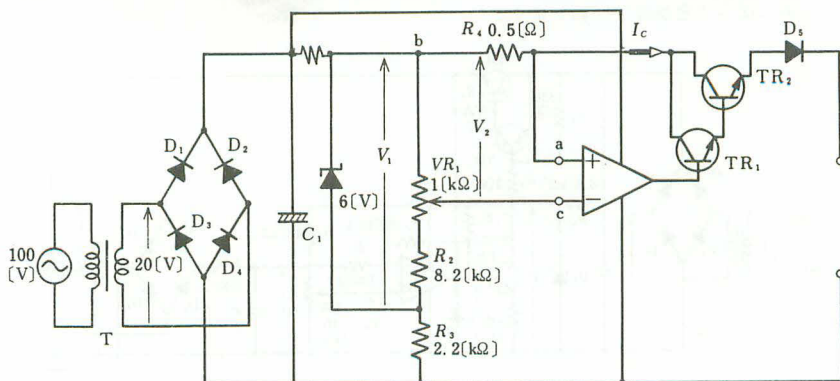 R₄ 0.5〔Ω〕
I_C
D₅
b
TR₂
D₁
D₂
V₁
V₂
a
TR₁
VR₁
1〔kΩ〕
6〔V〕
c
+
−
C₁
D₃
D₄
100
〔V〕
20〔V〕
R₂
8.2〔kΩ〕
T
R₃
2.2〔kΩ〕